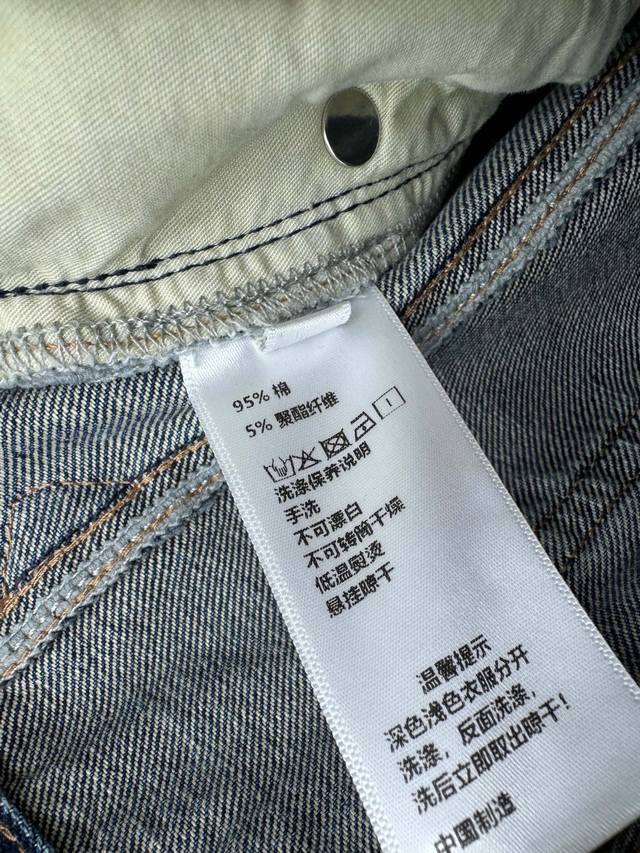 95% 棉
5% 聚酯纤维
洗涤保养说明
手洗
不可漂白
不可转筒干燥
低温熨烫
悬挂晾干
温馨提示
深色浅色衣服分开
洗涤，反面洗涤，
洗后立即取出晾干！
中国制造